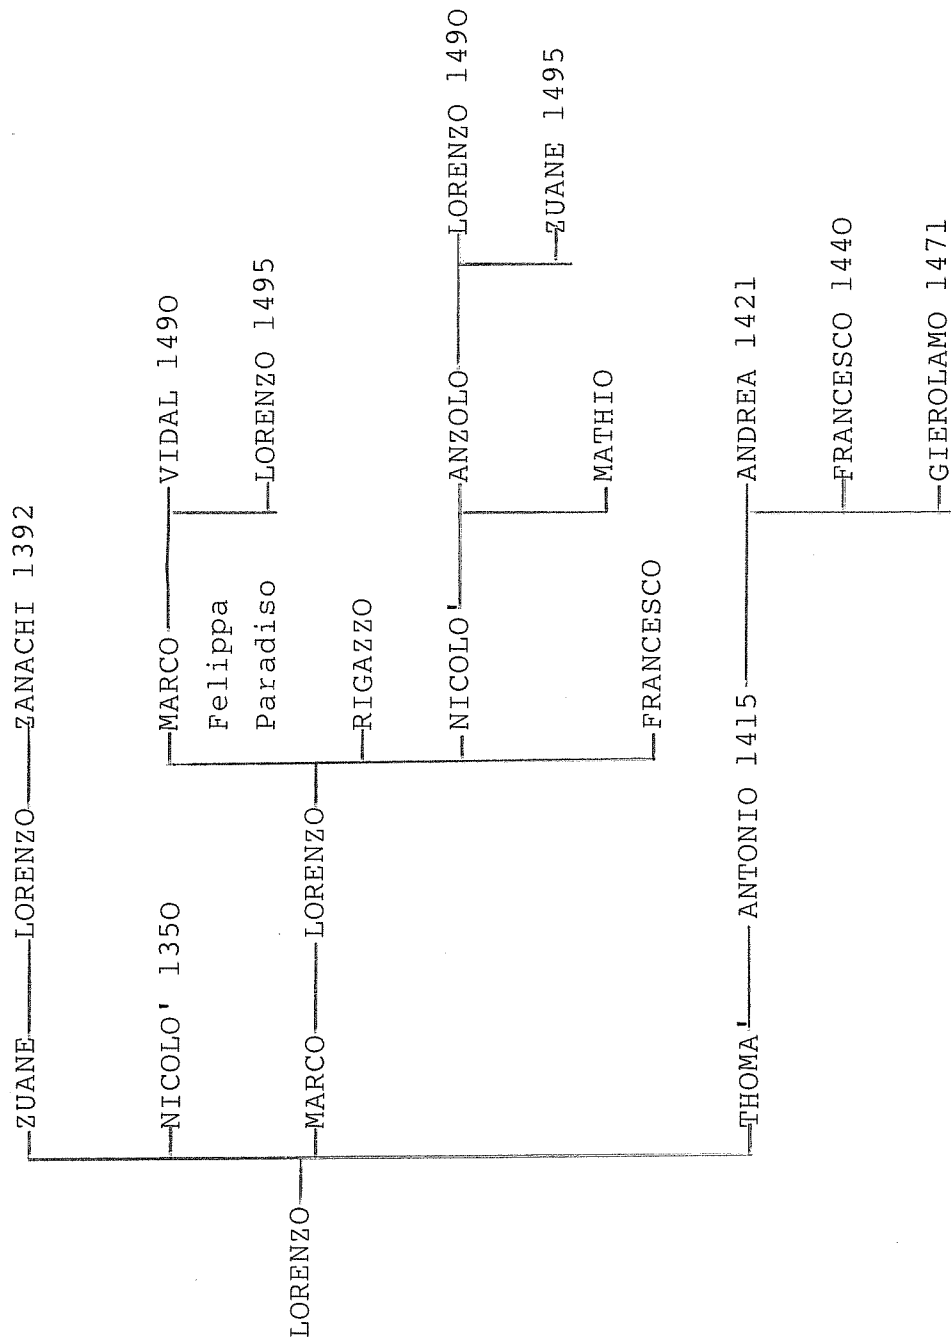 ZUANE LORENZO ZANACHI 1392
NICOLO' 1350
MARCO VIDAL 1490
Felippa
Paradiso LORENZO 1495
LORENZO MARCO LORENZO
RIGAZZO
NICOLO' ANZOLO LORENZO 1490
ZUANE 1495
MATHIO
FRANCESCO
THOMA' ANTONIO 1415 ANDREA 1421
FRANCESCO 1440
GIEROLAMO 1471